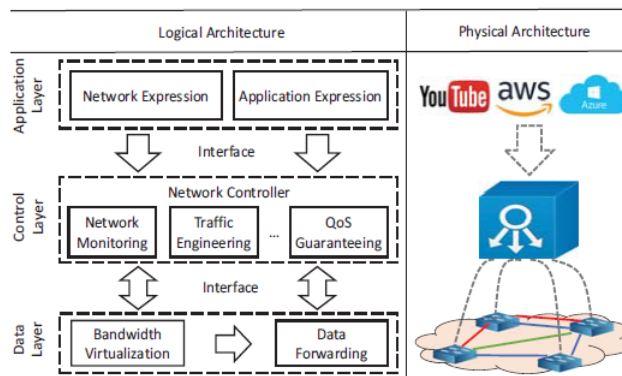 Logical Architecture
Physical Architecture
Application
Layer
Network Expression
Application Expression
YouTube
aws
Azure
Interface
Control
Layer
Network Controller
Network
Monitoring
Traffic
Engineering
...
QoS
Guaranteeing
Interface
Data
Layer
Bandwidth
Virtualization
Data
Forwarding